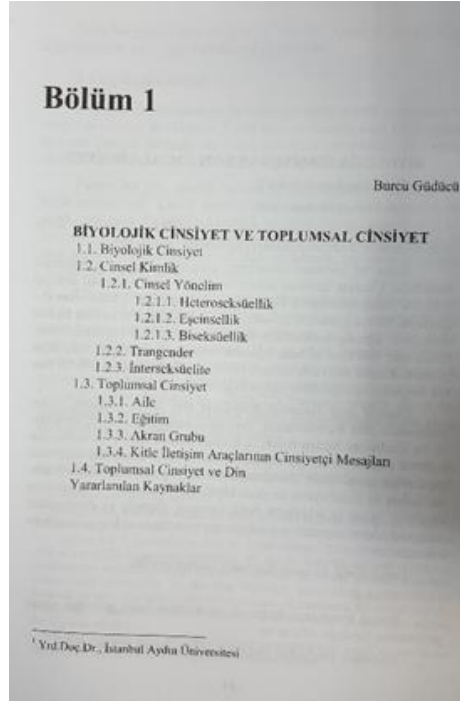 Bölüm 1
Burcu Güdücü
BİYOLOJİK CİNSİYET VE TOPLUMSAL CİNSİYET
1.1. Biyolojik Cinsiyet
1.2. Cinsel Kimlik
1.2.1. Cinsel Yönelim
1.2.1.1. Heteroseksüellik
1.2.1.2. Eşcinsellik
1.2.1.3. Biseksüellik
1.2.2. Trangender
1.2.3. İnterseksüelite
1.3. Toplumsal Cinsiyet
1.3.1. Aile
1.3.2. Eğitim
1.3.3. Akran Grubu
1.3.4. Kitle İletişim Araçlarının Cinsiyetçi Mesajları
1.4. Toplumsal Cinsiyet ve Din
Yararlanılan Kaynaklar
¹ Yrd.Doç.Dr., İstanbul Aydın Üniversitesi